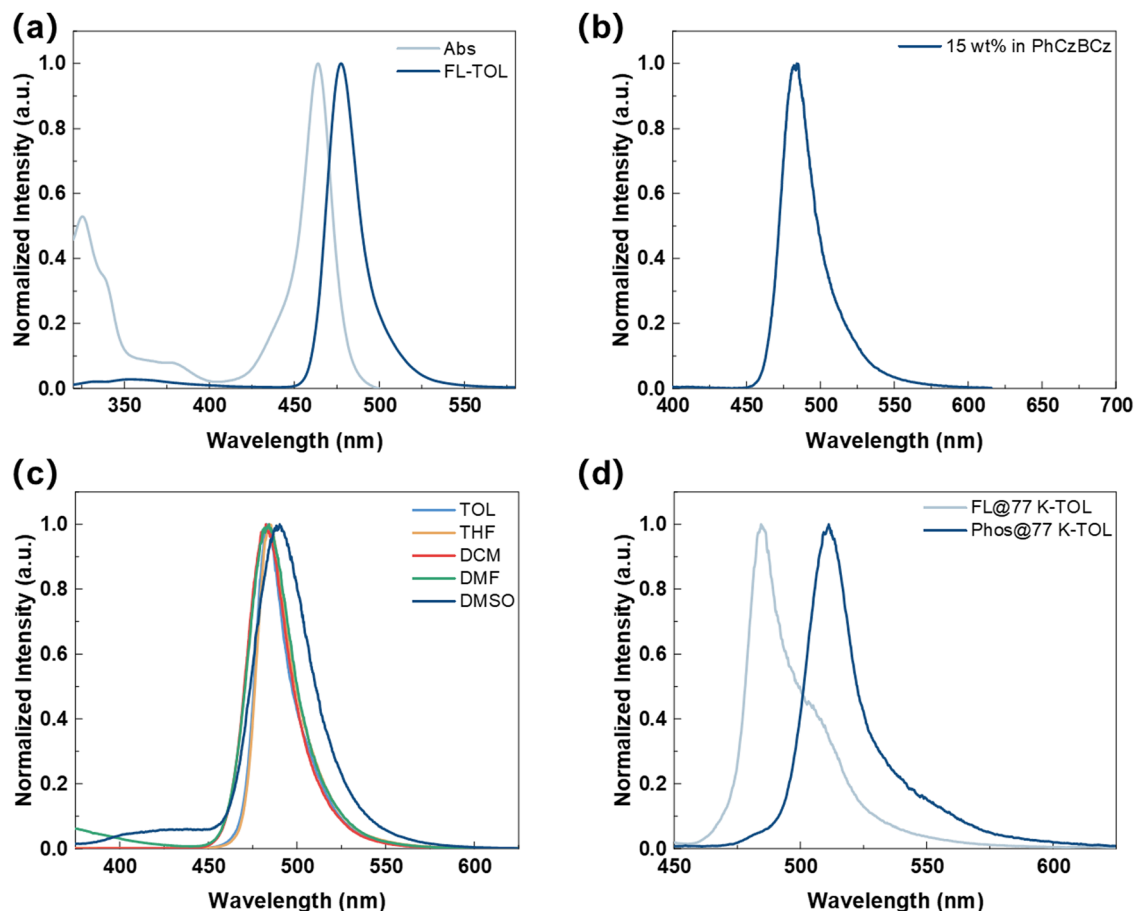 (a)
Abs
FL-TOL
Normalized Intensity (a.u.)
1.0
0.8
0.6
0.4
0.2
0.0
350 400 450 500 550
Wavelength (nm)
(b)
15 wt% in PhCzBCz
Normalized Intensity (a.u.)
1.0
0.8
0.6
0.4
0.2
0.0
400 450 500 550 600 650 700
Wavelength (nm)
(c)
TOL
THF
DCM
DMF
DMSO
Normalized Intensity (a.u.)
1.0
0.8
0.6
0.4
0.2
0.0
400 450 500 550 600
Wavelength (nm)
(d)
FL@77 K-TOL
Phos@77 K-TOL
Normalized Intensity (a.u.)
1.0
0.8
0.6
0.4
0.2
0.0
450 500 550 600
Wavelength (nm)